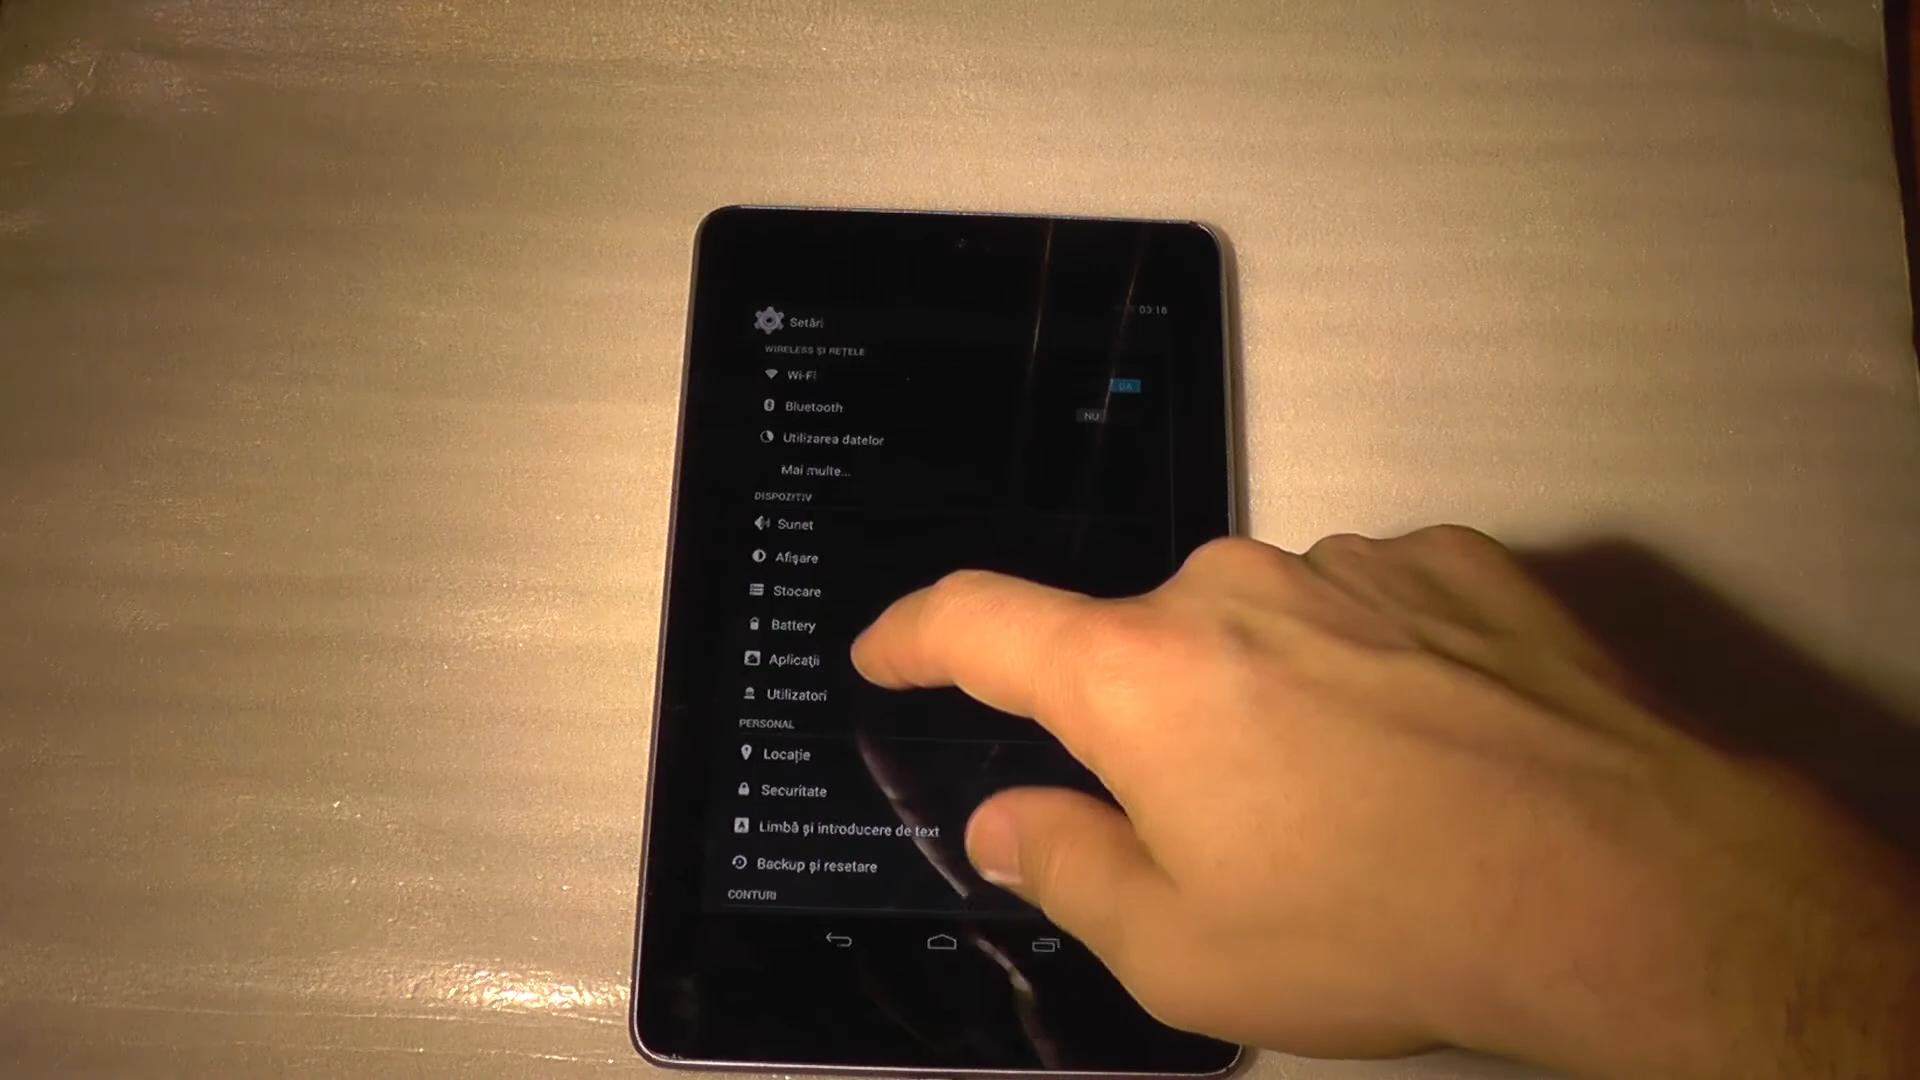 03:18
Setări
WIRELESS ȘI REȚELE
Wi-Fi
DA
Bluetooth
NU
Utilizarea datelor
Mai multe...
DISPOZITIV
Sunet
Afișare
Stocare
Battery
Aplicații
Utilizatori
PERSONAL
Locație
Securitate
Limbă și introducere de text
Backup și resetare
CONTURI